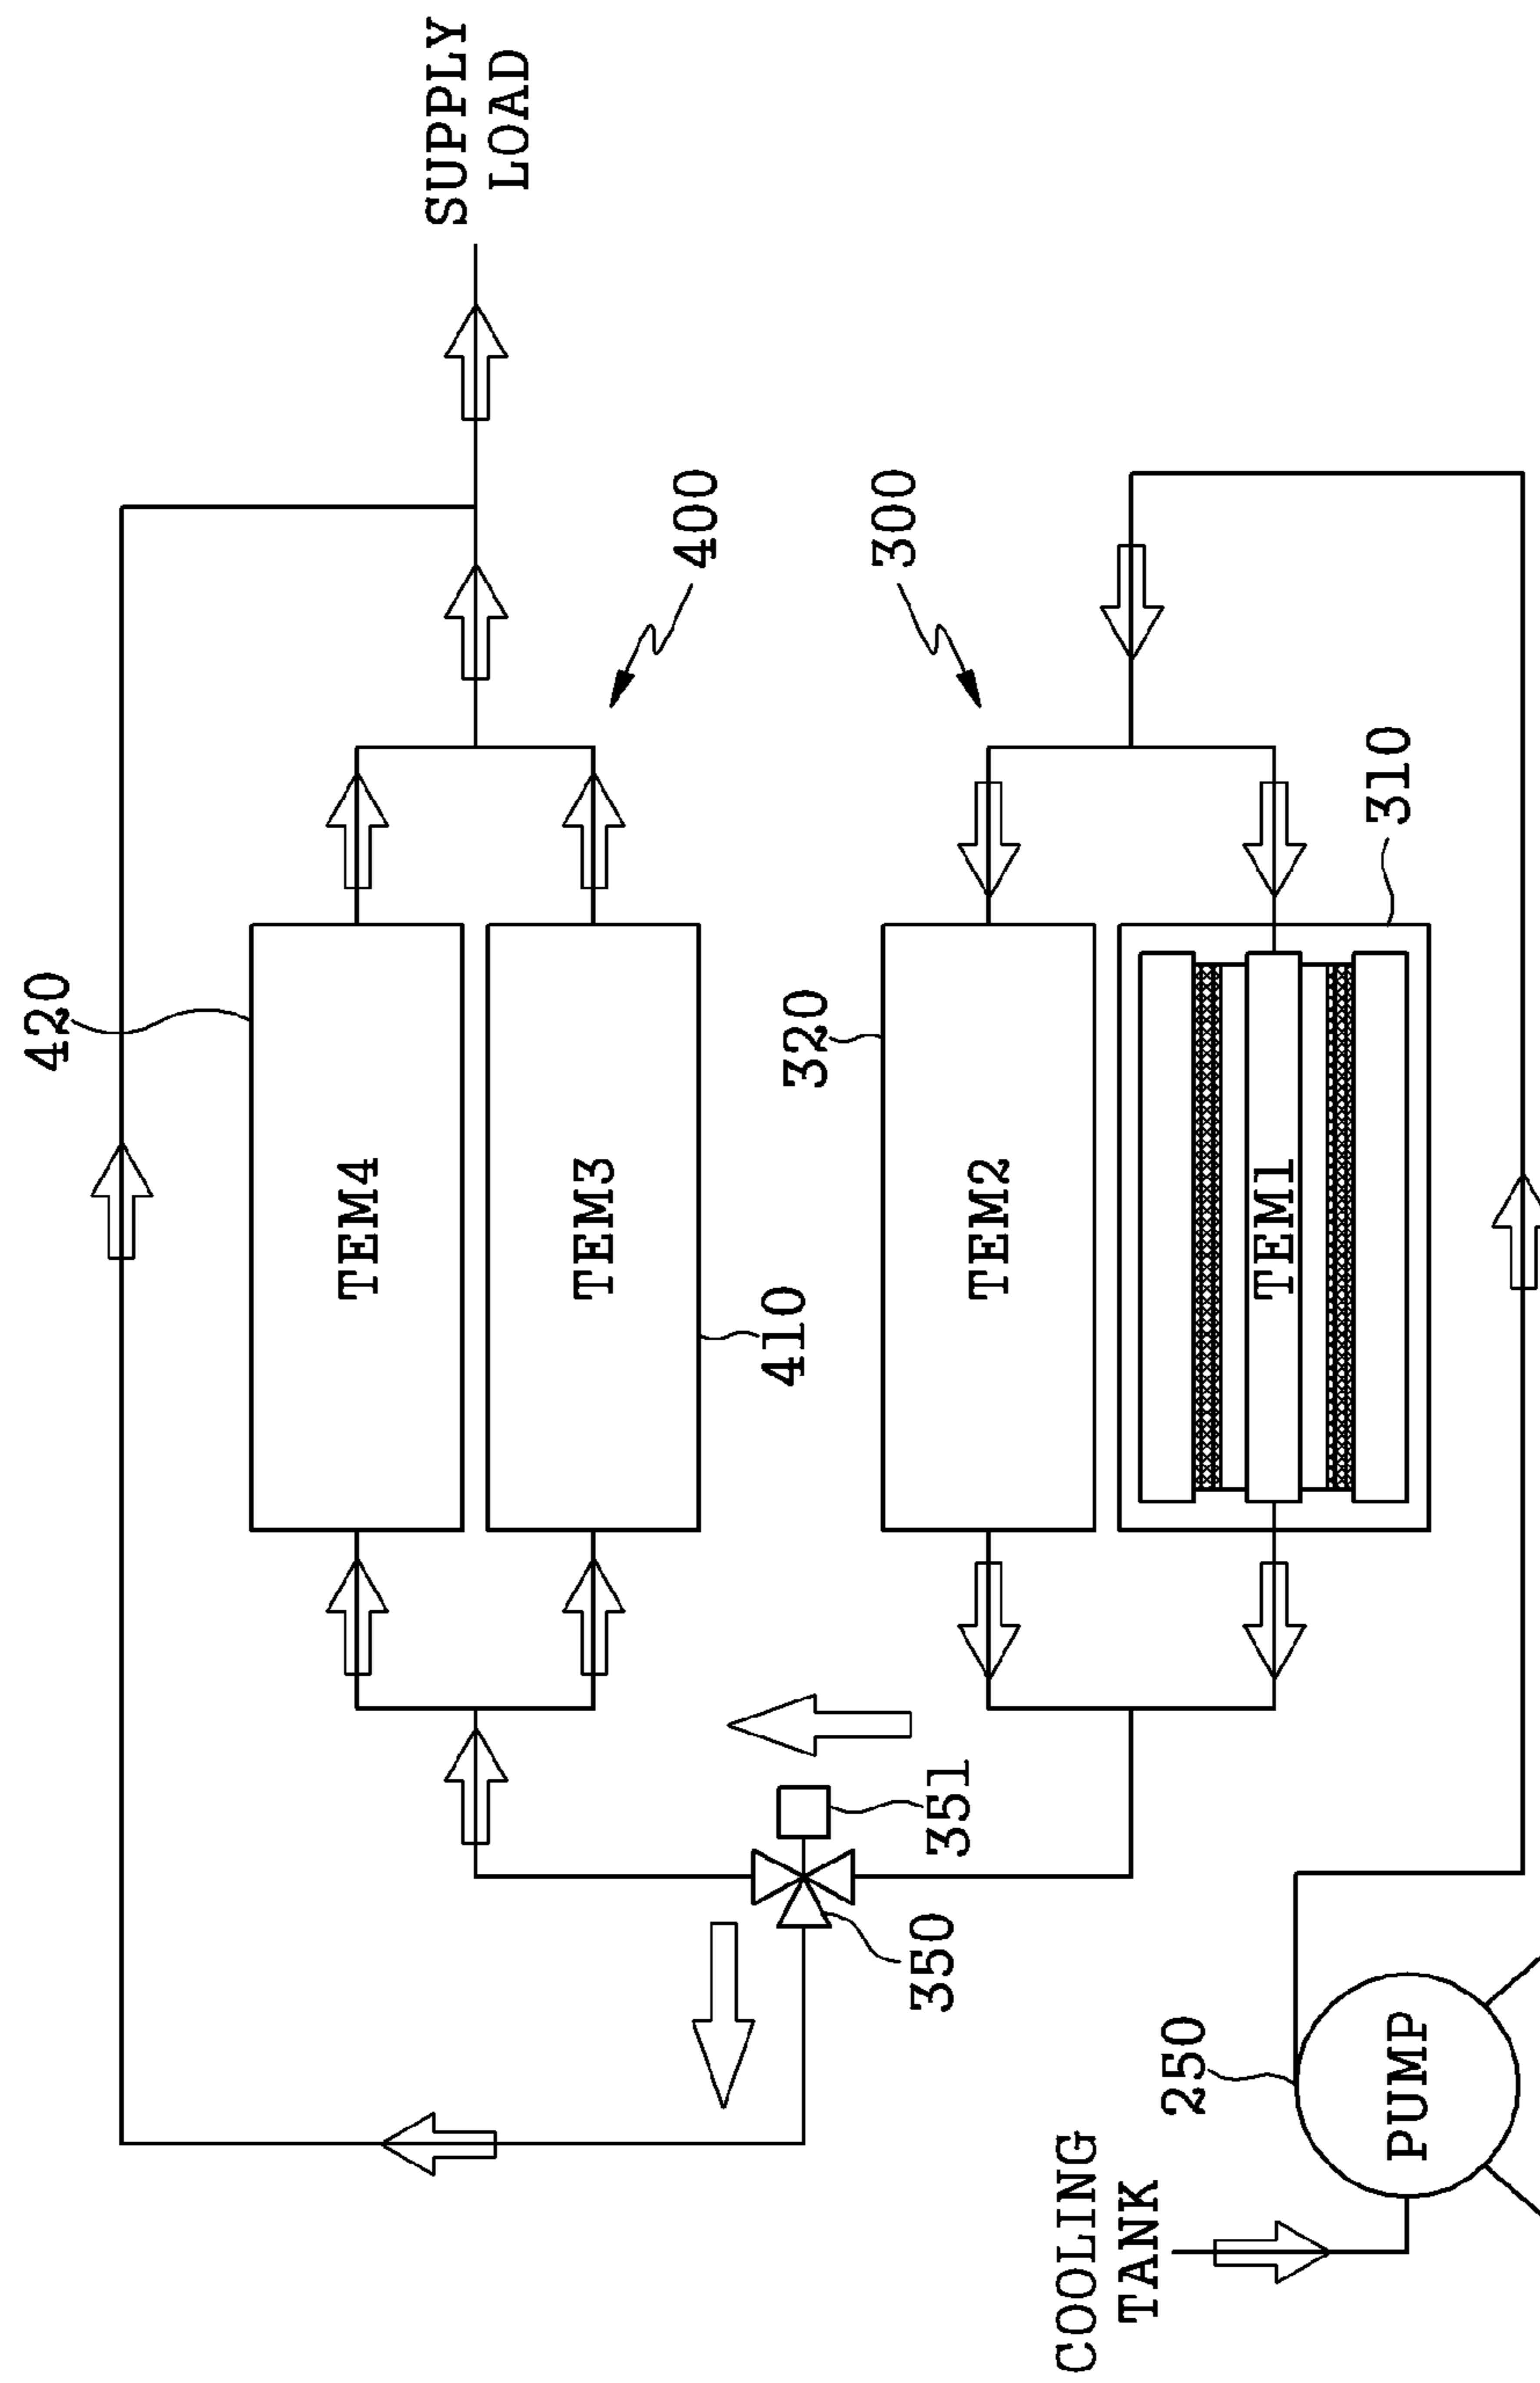 420
TEM4
SUPPLY
LOAD
TEM3
400
410
320
300
350
351
TEM2
COOLING
TANK
250
TEM1
310
PUMP